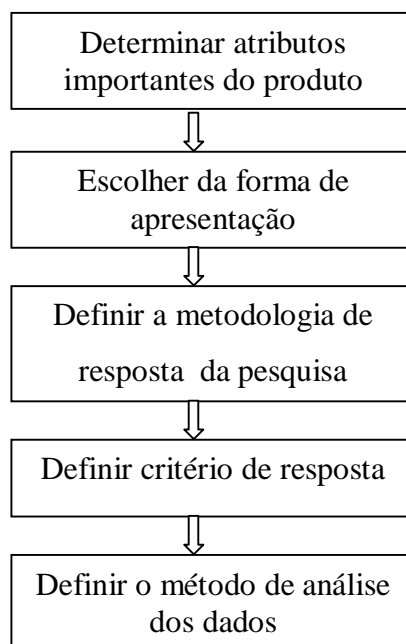 Determinar atributos
importantes do produto
Escolher da forma de
apresentação
Definir a metodologia de
resposta da pesquisa
Definir critério de resposta
Definir o método de análise
dos dados